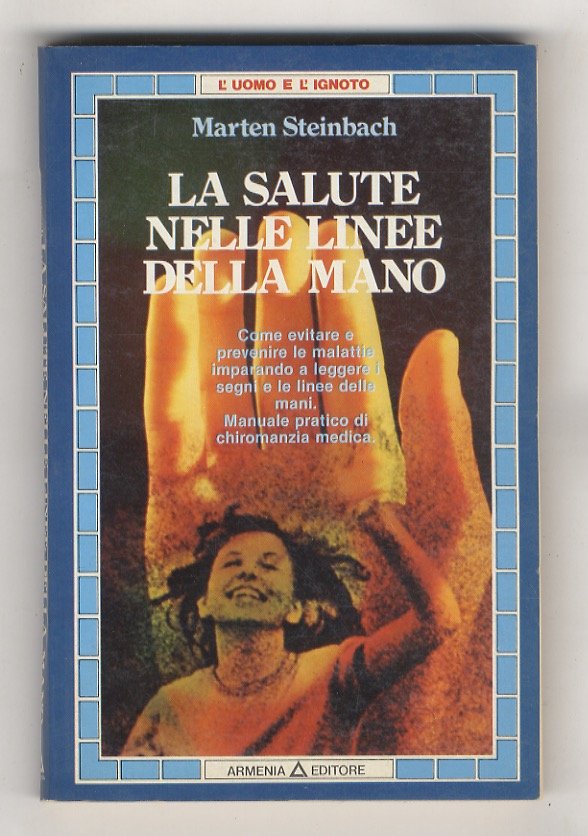 L'UOMO E L'IGNOTO
Marten Steinbach
LA SALUTE
NELLE LINEE
DELLA MANO
Come evitare e
prevenire le malattie
imparando a leggere i
segni e le linee delle
mani.
Manuale pratico di
chiromanzia medica.
ARMENIA EDITORE